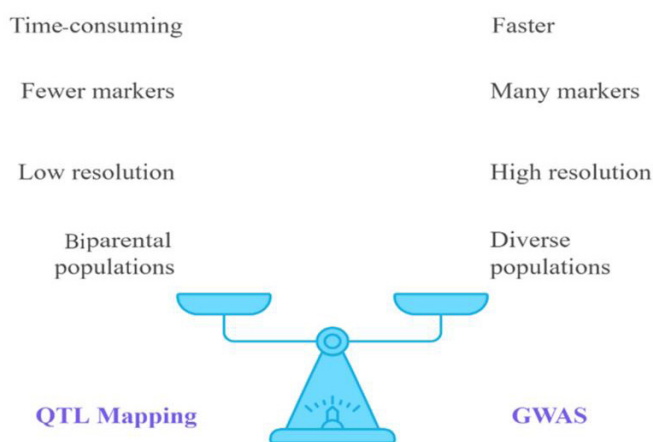 Time-consuming
Faster
Fewer markers
Many markers
Low resolution
High resolution
Biparental
populations
Diverse
populations
QTL Mapping
GWAS